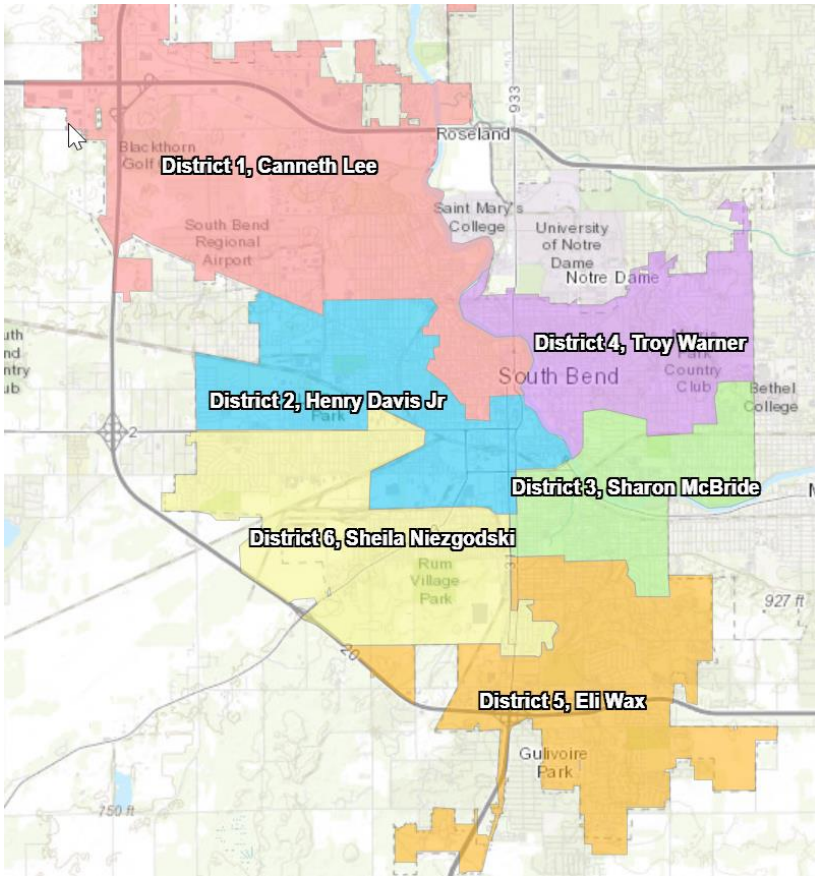 933
Roseland
Blackthorn
Golf
District 1, Canneth Lee
Saint Mary's
College
South Bend
Regional
Airport
University
of Notre
Dame
Notre Dame
District 4, Troy Warner
Park
Country
Club
South Bend
Bethel
College
District 2, Henry Davis Jr
Park
2
District 3, Sharon McBride
District 6, Sheila Niezgodski
Rum
Village
Park
31
927 ft
20
District 5, Eli Wax
Gulivoire
Park
750 ft